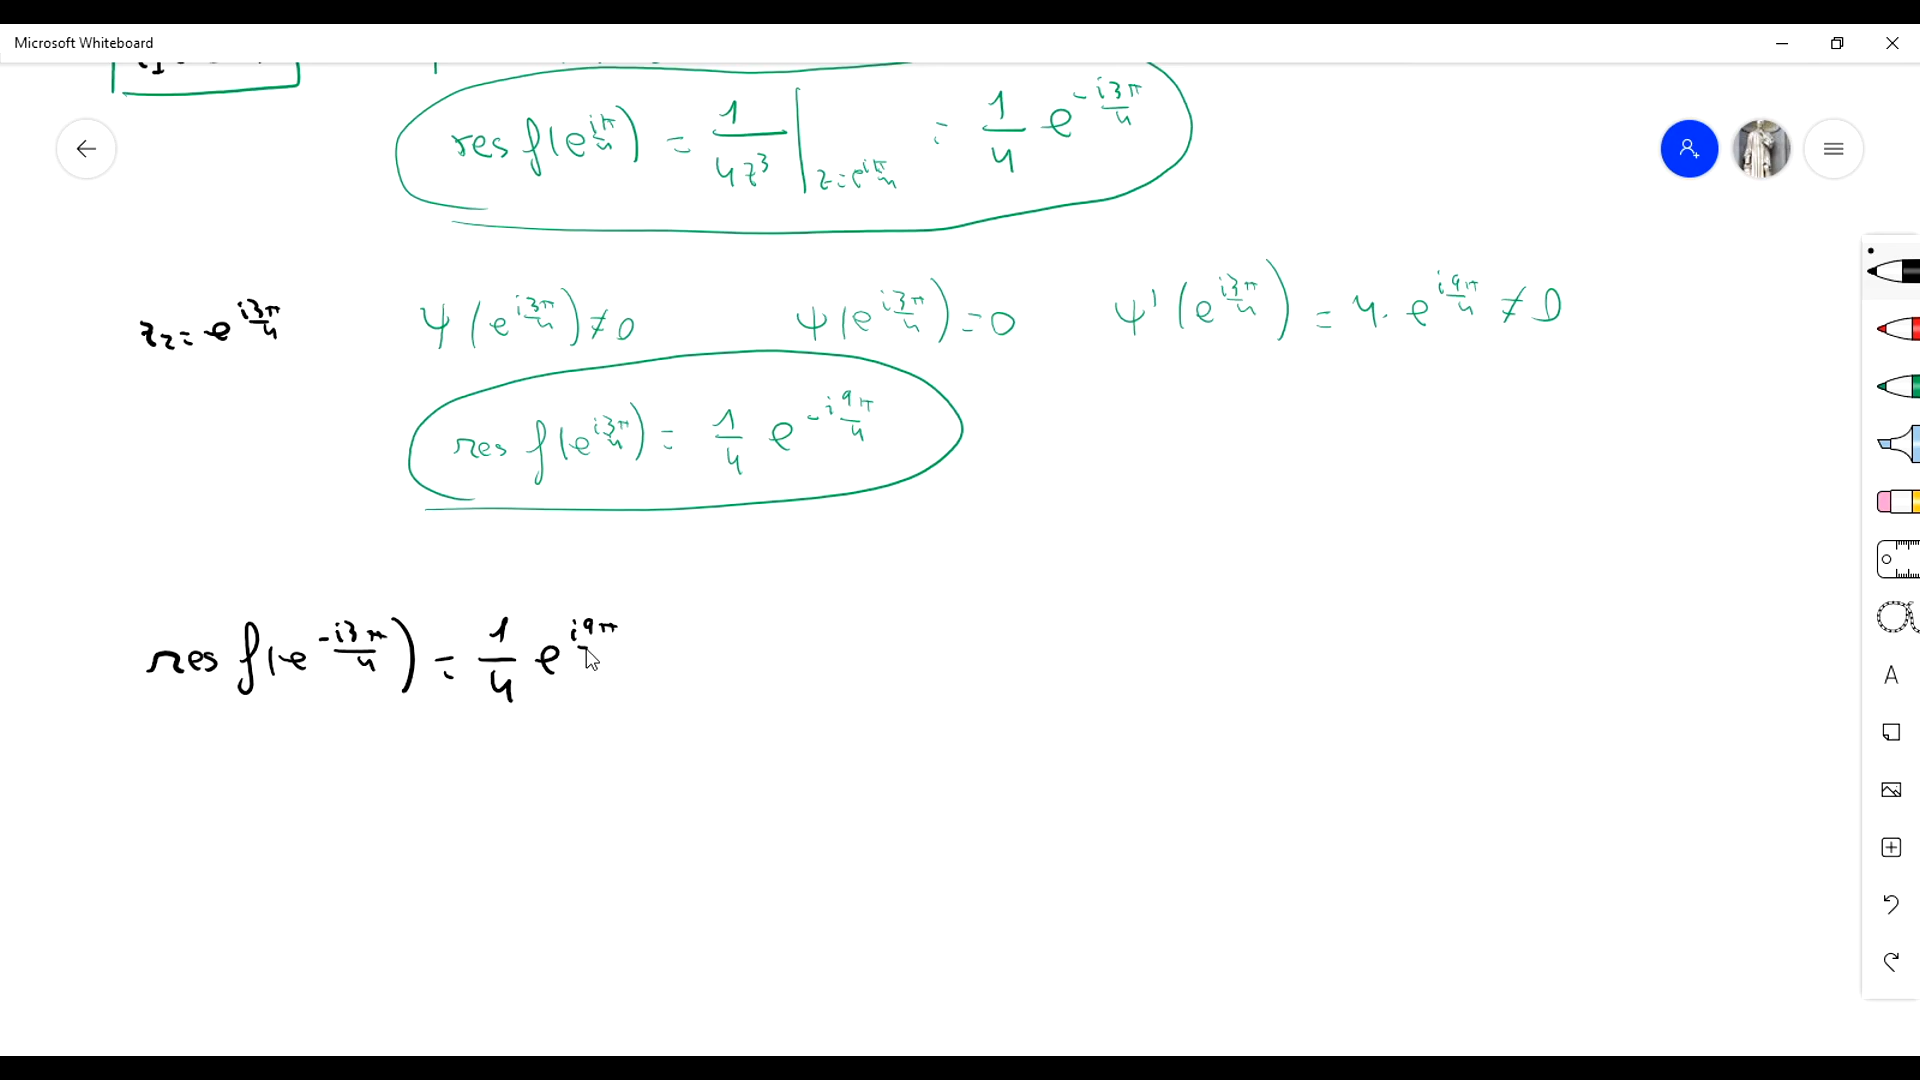 Microsoft Whiteboard
res f(e^{iπ/4}) = 1/4z³ |_{z=e^{iπ/4}} = 1/4 e^{-i3π/4}
z₂ = e^{i3π/4} ψ(e^{i3π/4}) ≠ 0 ψ(e^{i3π/4}) = 0 ψ'(e^{i3π/4}) = 4 · e^{i9π/4} ≠ 0
res f(e^{i3π/4}) = 1/4 e^{-i9π/4}
res f(e^{-i3π/4}) = 1/4 e^{i9π
A